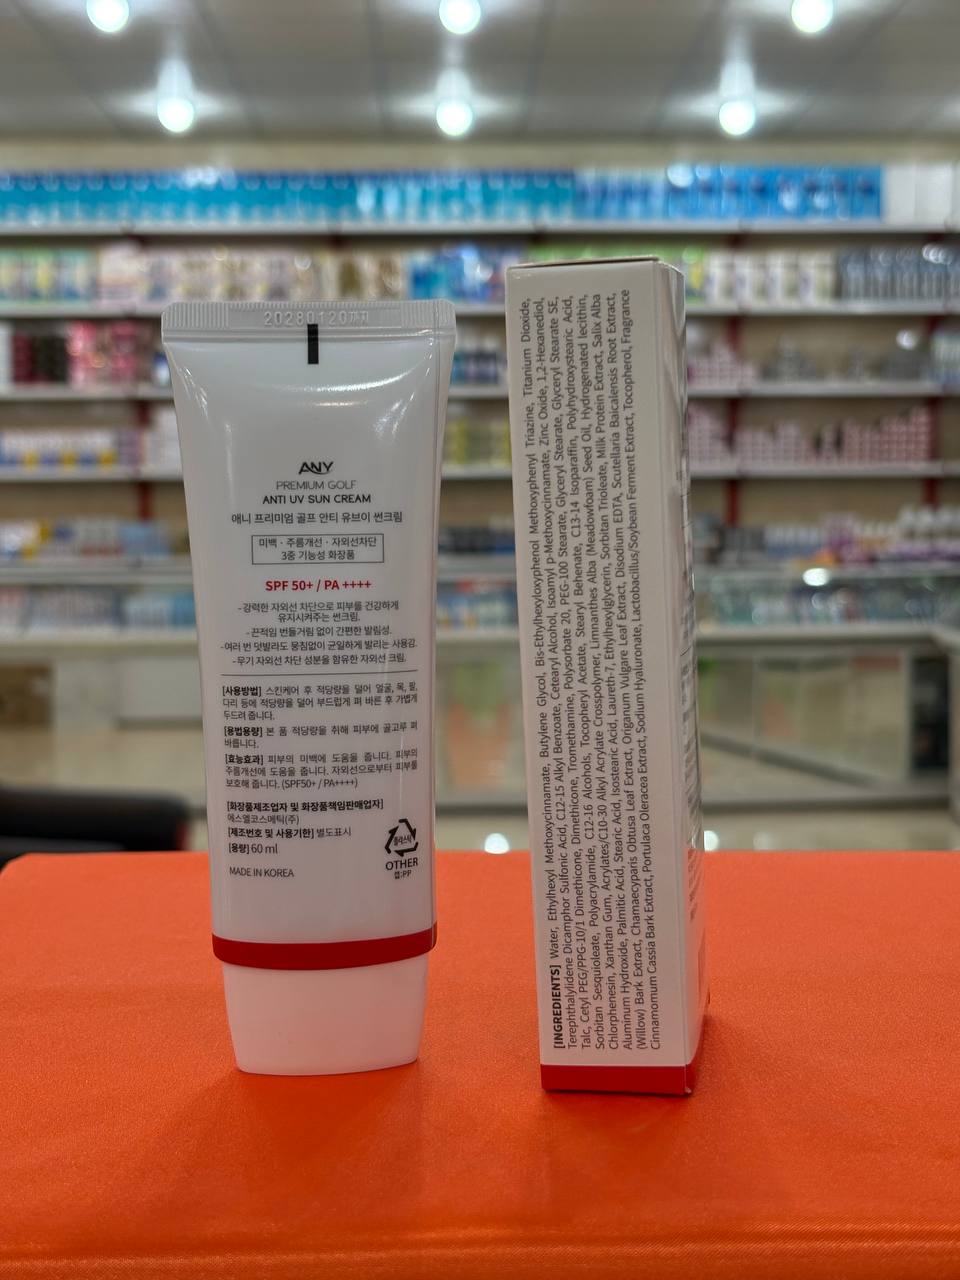 20280120까지
ANY
PREMIUM GOLF
ANTI UV SUN CREAM
애니 프리미엄 골프 안티 유브이 썬크림
미백 · 주름개선 · 자외선차단
3중 기능성 화장품
SPF 50+ / PA ++++
-강력한 자외선 차단으로 피부를 건강하게
유지시켜주는 썬크림.
-끈적임 번들거림 없이 간편한 발림성.
-여러 번 덧발라도 뭉침없이 균일하게 발리는 사용감.
-무기 자외선 차단 성분을 함유한 자외선 크림.
[사용방법] 스킨케어 후 적당량을 덜어 얼굴, 목, 팔,
다리 등에 적당량을 덜어 부드럽게 펴 바른 후 가볍게
두드려 줍니다.
[용법용량] 본 품 적당량을 취해 피부에 골고루 펴
바릅니다.
[효능효과] 피부의 미백에 도움을 줍니다. 피부의
주름개선에 도움을 줍니다. 자외선으로부터 피부를
보호해 줍니다. (SPF50+ / PA++++)
[화장품제조업자 및 화장품책임판매업자]
에스엘코스메틱(주)
[제조번호 및 사용기한] 별도표시
[용량] 60 ml
MADE IN KOREA
플라스틱
OTHER
캡:PP
[INGREDIENTS] Water, Ethylhexyl Methoxycinnamate, Butylene Glycol, Bis-Ethylhexyloxyphenol Methoxyphenyl Triazine, Titanium Dioxide,
Terephthalylidene Dicamphor Sulfonic Acid, C12-15 Alkyl Benzoate, Cetearyl Alcohol, Isoamyl p-Methoxycinnamate, Zinc Oxide, 1,2-Hexanediol,
Talc, Cetyl PEG/PPG-10/1 Dimethicone, Dimethicone, Tromethamine, Polysorbate 20, PEG-100 Stearate, Glyceryl Stearate, Glyceryl Stearate SE,
Sorbitan Sesquioleate, Polyacrylamide, C12-16 Alcohols, Tocopheryl Acetate, Stearyl Behenate, C13-14 Isoparaffin, Polyhydroxystearic Acid,
Chlorphenesin, Xanthan Gum, Acrylates/C10-30 Alkyl Acrylate Crosspolymer, Limnanthes Alba (Meadowfoam) Seed Oil, Hydrogenated lecithin,
Aluminum Hydroxide, Palmitic Acid, Stearic Acid, Isostearic Acid, Laureth-7, Ethylhexylglycerin, Sorbitan Trioleate, Milk Protein Extract, Salix Alba
(Willow) Bark Extract, Chamaecyparis Obtusa Leaf Extract, Origanum Vulgare Leaf Extract, Disodium EDTA, Scutellaria Baicalensis Root Extract,
Cinnamomum Cassia Bark Extract, Portulaca Oleracea Extract, Sodium Hyaluronate, Lactobacillus/Soybean Ferment Extract, Tocopherol, Fragrance